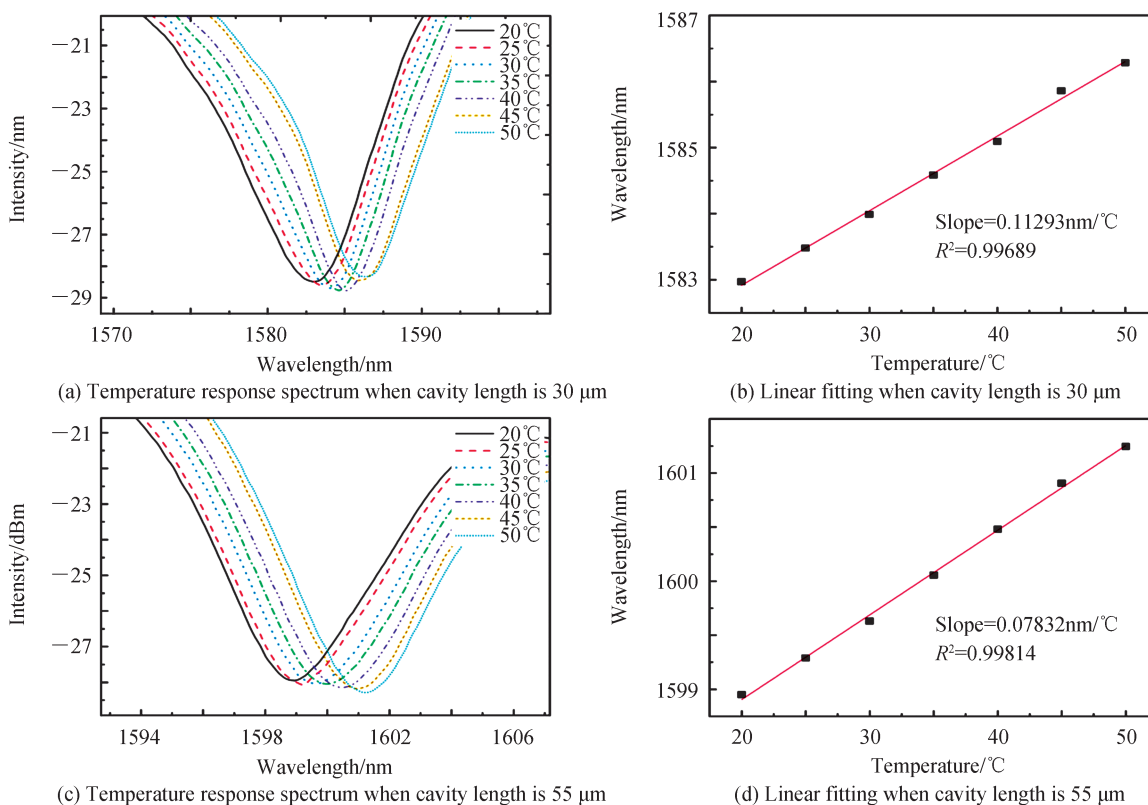 −21
−23
−25
−27
−29
Intensity/nm
1570
1580
1590
Wavelength/nm
20℃
25℃
30℃
35℃
40℃
45℃
50℃
(a) Temperature response spectrum when cavity length is 30 μm
1587
1585
1583
Wavelength/nm
Slope=0.11293nm/℃
R²=0.99689
20
30
40
50
Temperature/℃
(b) Linear fitting when cavity length is 30 μm
−21
−23
−25
−27
Intensity/dBm
1594
1598
1602
1606
Wavelength/nm
20℃
25℃
30℃
35℃
40℃
45℃
50℃
(c) Temperature response spectrum when cavity length is 55 μm
1601
1600
1599
Wavelength/nm
Slope=0.07832nm/℃
R²=0.99814
20
30
40
50
Temperature/℃
(d) Linear fitting when cavity length is 55 μm